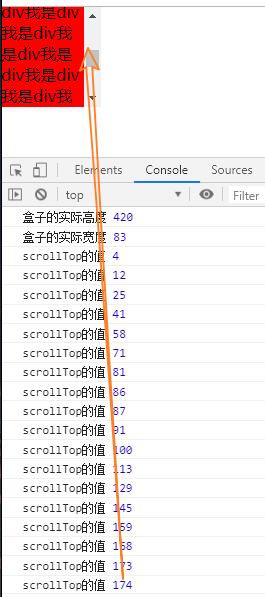 div我是div
我是div我
是div我是
div我是div
我是div我
Elements Console Sources
top Filter
盒子的实际高度 420
盒子的实际宽度 83
scrollTop的值 4
scrollTop的值 12
scrollTop的值 25
scrollTop的值 41
scrollTop的值 58
scrollTop的值 71
scrollTop的值 81
scrollTop的值 86
scrollTop的值 87
scrollTop的值 91
scrollTop的值 100
scrollTop的值 113
scrollTop的值 129
scrollTop的值 145
scrollTop的值 159
scrollTop的值 168
scrollTop的值 173
scrollTop的值 174